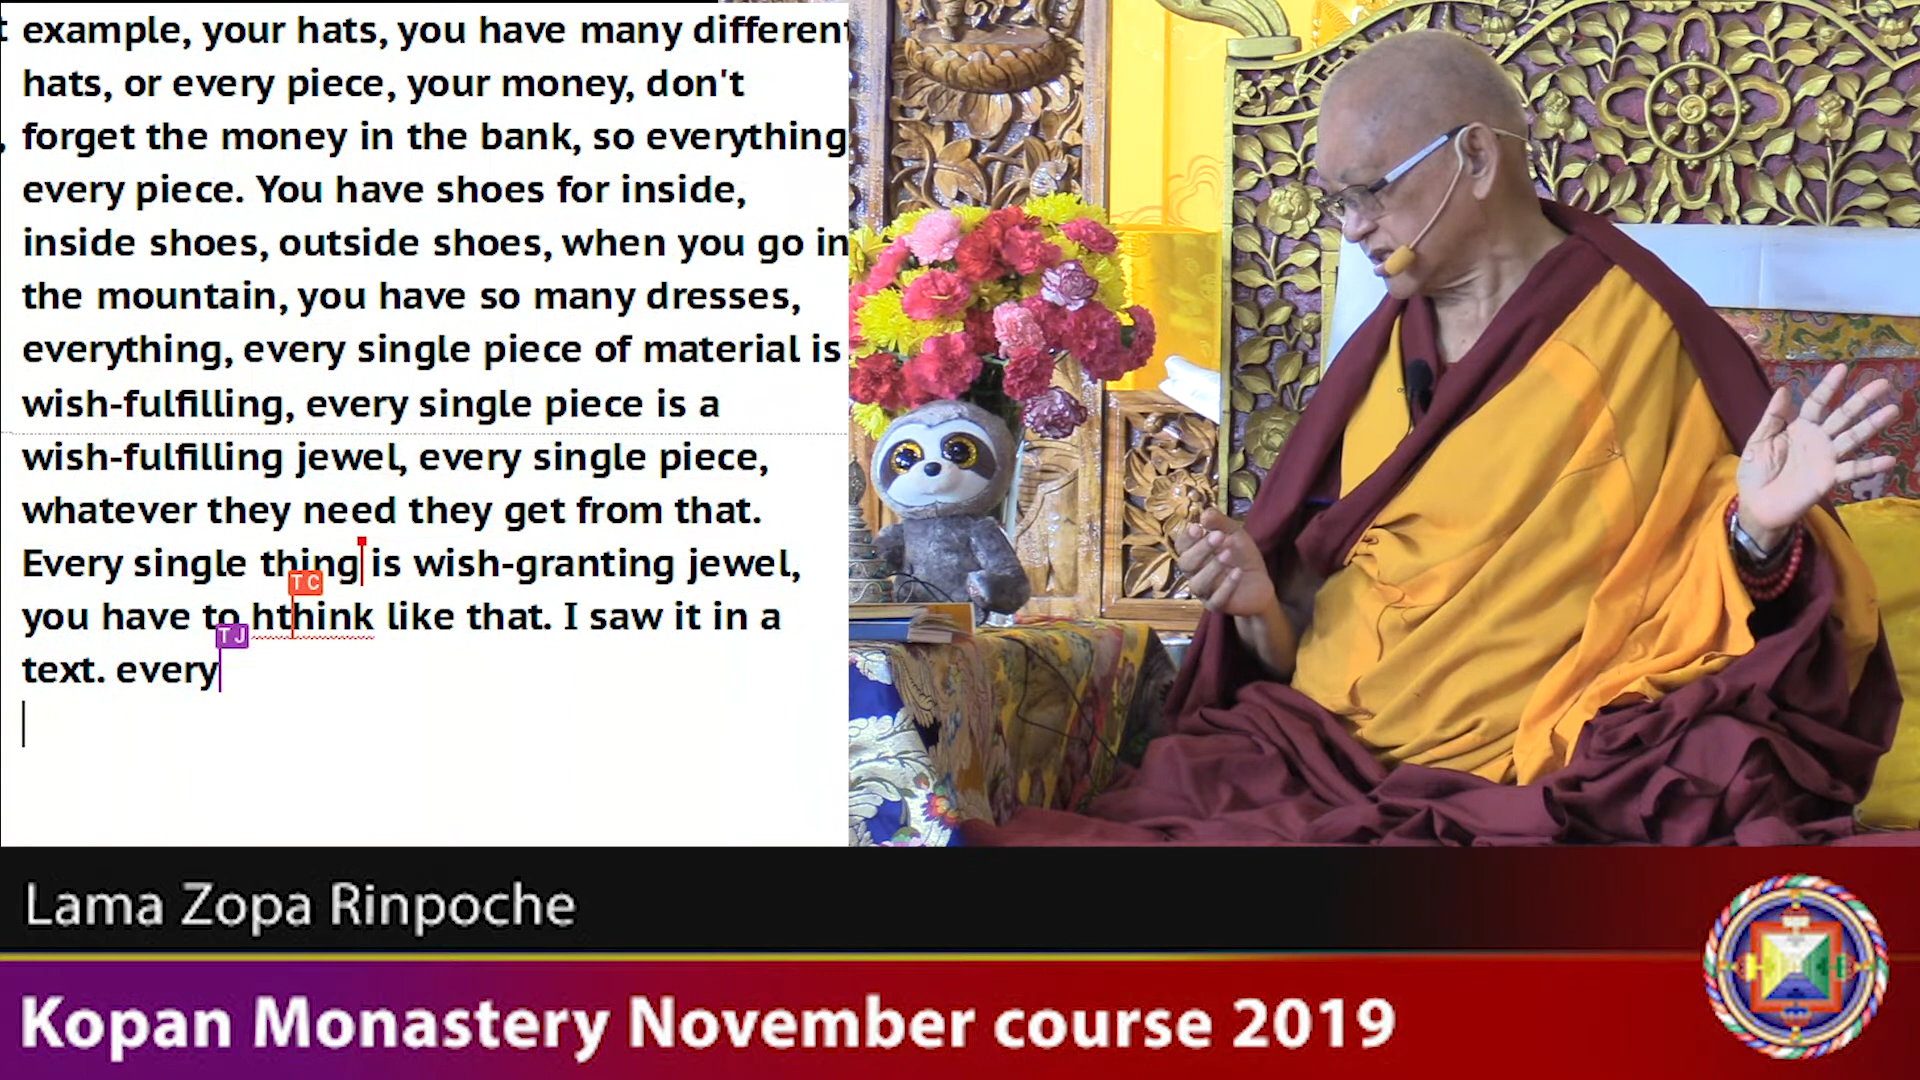 example, your hats, you have many different
hats, or every piece, your money, don't
forget the money in the bank, so everything
every piece. You have shoes for inside,
inside shoes, outside shoes, when you go in
the mountain, you have so many dresses,
everything, every single piece of material is
wish-fulfilling, every single piece is a
wish-fulfilling jewel, every single piece,
whatever they need they get from that.
Every single thing is wish-granting jewel,
TC
you have to hthink like that. I saw it in a
TJ
text. every
Lama Zopa Rinpoche
Kopan Monastery November course 2019